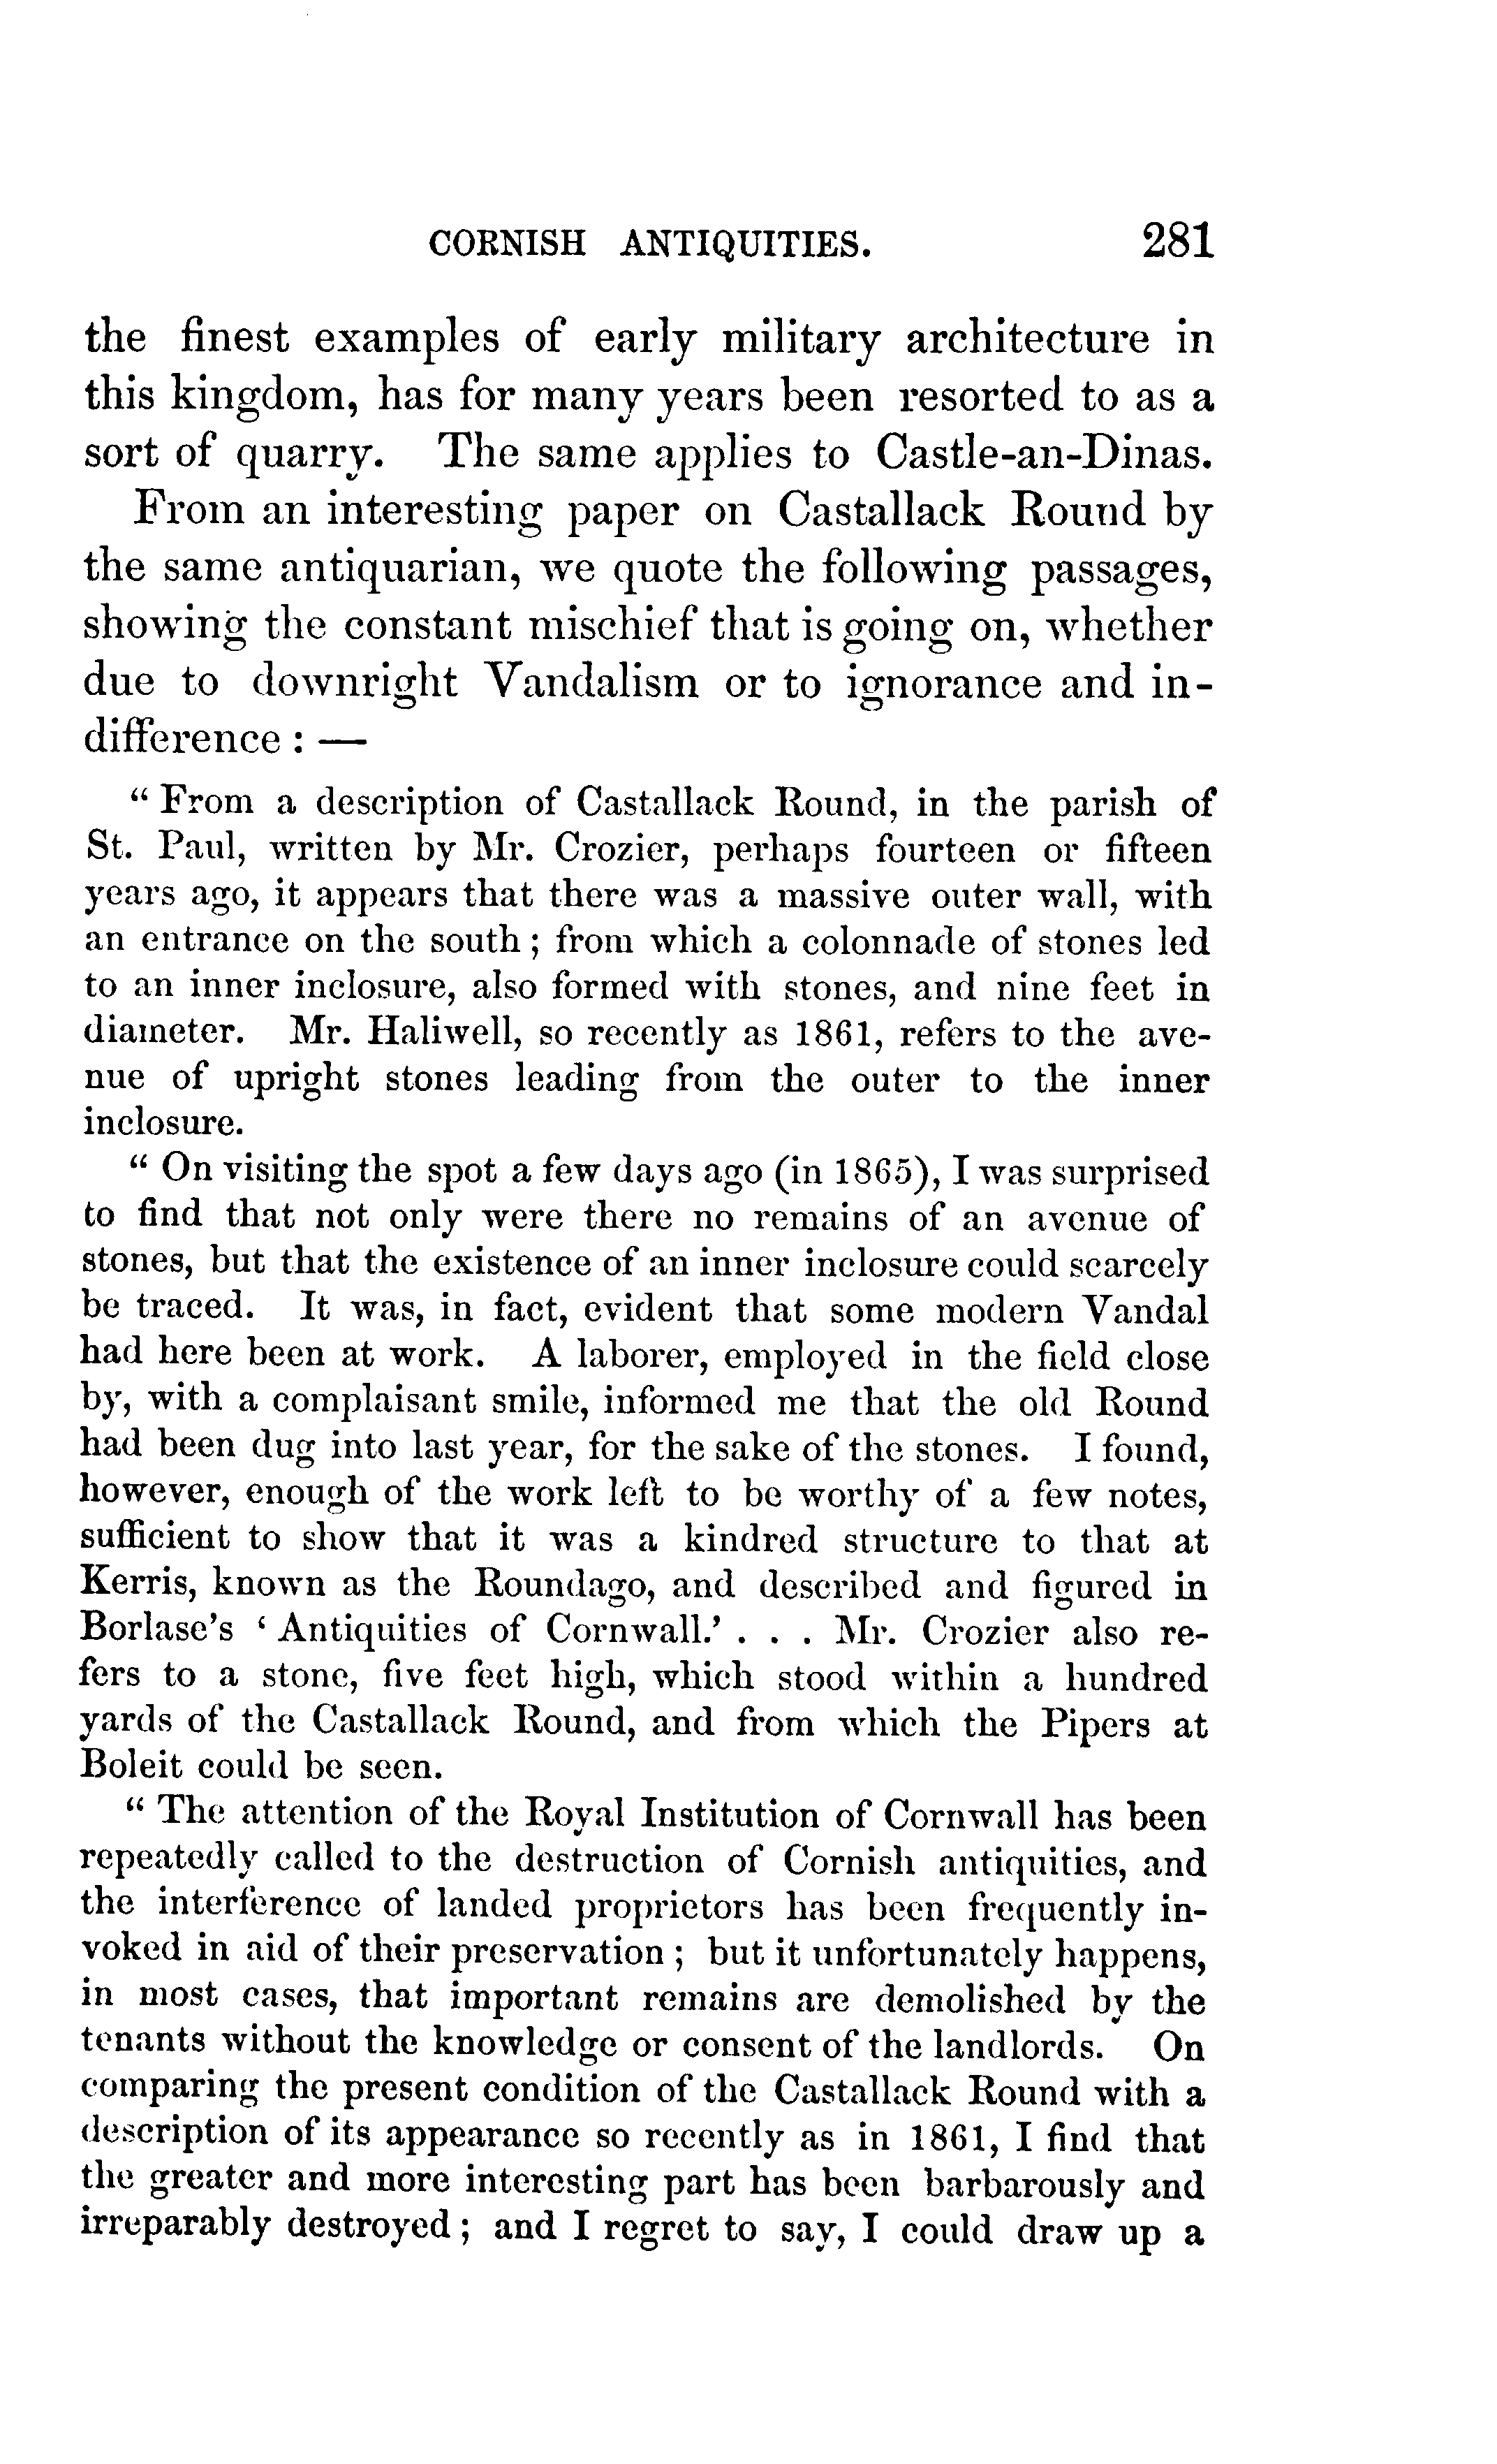 CORNISH ANTIQUITIES. 281
the finest examples of early military architecture in
this kingdom, has for many years been resorted to as a
sort of quarry. The same applies to Castle-an-Dinas.
From an interesting paper on Castallack Round by
the same antiquarian, we quote the following passages,
showing the constant mischief that is going on, whether
due to downright Vandalism or to ignorance and in-
difference : —
“ From a description of Castallack Round, in the parish of
St. Paul, written by Mr. Crozier, perhaps fourteen or fifteen
years ago, it appears that there was a massive outer wall, with
an entrance on the south ; from which a colonnade of stones led
to an inner inclosure, also formed with stones, and nine feet in
diameter. Mr. Haliwell, so recently as 1861, refers to the ave-
nue of upright stones leading from the outer to the inner
inclosure.
“ On visiting the spot a few days ago (in 1865), I was surprised
to find that not only were there no remains of an avenue of
stones, but that the existence of an inner inclosure could scarcely
be traced. It was, in fact, evident that some modern Vandal
had here been at work. A laborer, employed in the field close
by, with a complaisant smile, informed me that the old Round
had been dug into last year, for the sake of the stones. I found,
however, enough of the work left to be worthy of a few notes,
sufficient to show that it was a kindred structure to that at
Kerris, known as the Roundago, and described and figured in
Borlase’s ‘ Antiquities of Cornwall.’ . . . Mr. Crozier also re-
fers to a stone, five feet high, which stood within a hundred
yards of the Castallack Round, and from which the Pipers at
Boleit could be seen.
“ The attention of the Royal Institution of Cornwall has been
repeatedly called to the destruction of Cornish antiquities, and
the interference of landed proprietors has been frequently in-
voked in aid of their preservation ; but it unfortunately happens,
in most cases, that important remains are demolished by the
tenants without the knowledge or consent of the landlords. On
comparing the present condition of the Castallack Round with a
description of its appearance so recently as in 1861, I find that
the greater and more interesting part has been barbarously and
irreparably destroyed ; and I regret to say, I could draw up a